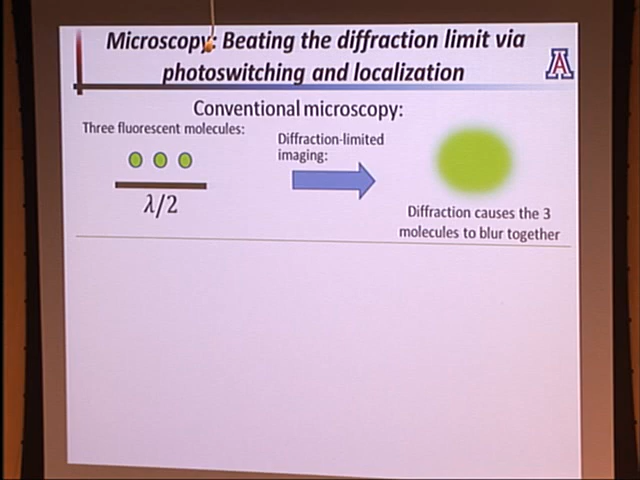 Microscopy: Beating the diffraction limit via
photoswitching and localization
A
Conventional microscopy:
Three fluorescent molecules:
Diffraction-limited
imaging:
λ/2
Diffraction causes the 3
molecules to blur together